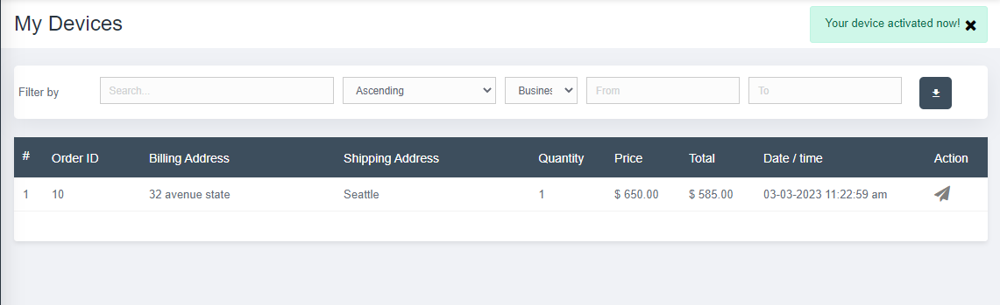 My Devices
Your device activated now!
Filter by Search... Ascending Busines From To
# Order ID Billing Address Shipping Address Quantity Price Total Date / time Action
1 10 32 avenue state Seattle 1 $ 650.00 $ 585.00 03-03-2023 11:22:59 am